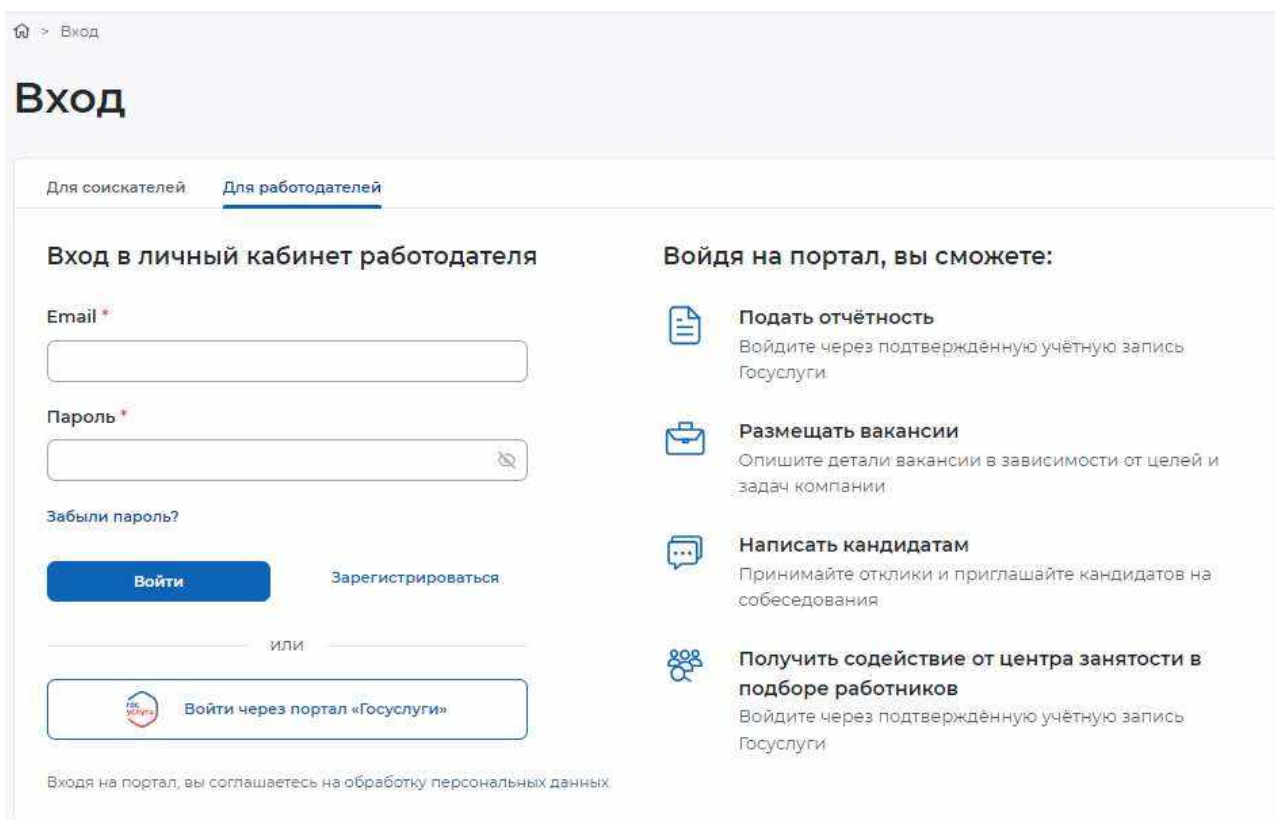 > Вход
Вход
Для соискателей Для работодателей
Вход в личный кабинет работодателя
Email *
Пароль *
Забыли пароль?
Войти Зарегистрироваться
или
гос услуги Войти через портал «Госуслуги»
Входя на портал, вы соглашаетесь на обработку персональных данных
Войдя на портал, вы сможете:
Подать отчётность
Войдите через подтверждённую учётную запись
Госуслуги
Размещать вакансии
Опишите детали вакансии в зависимости от целей и
задач компании
Написать кандидатам
Принимайте отклики и приглашайте кандидатов на
собеседования
Получить содействие от центра занятости в
подборе работников
Войдите через подтверждённую учётную запись
Госуслуги